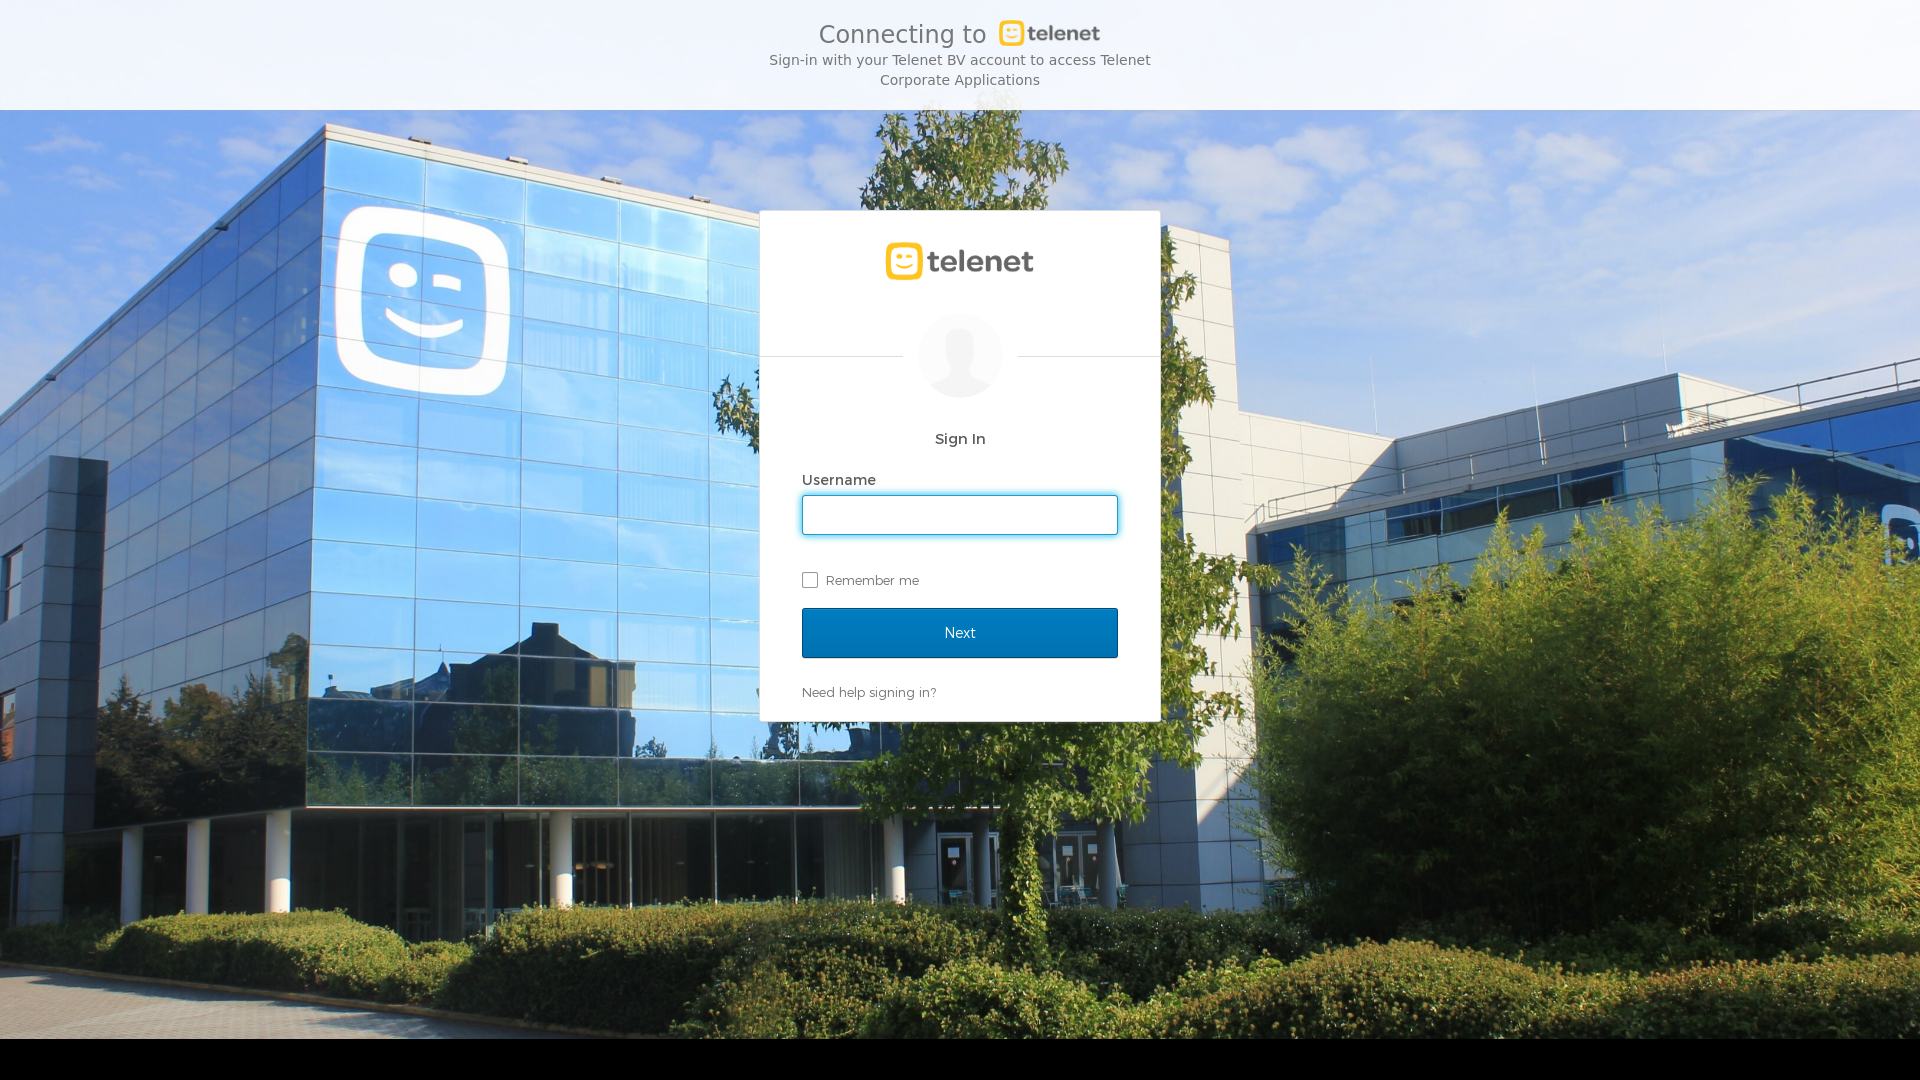 Connecting to telenet
Sign-in with your Telenet BV account to access Telenet
Corporate Applications
telenet
Sign In
Username
Remember me
Next
Need help signing in?